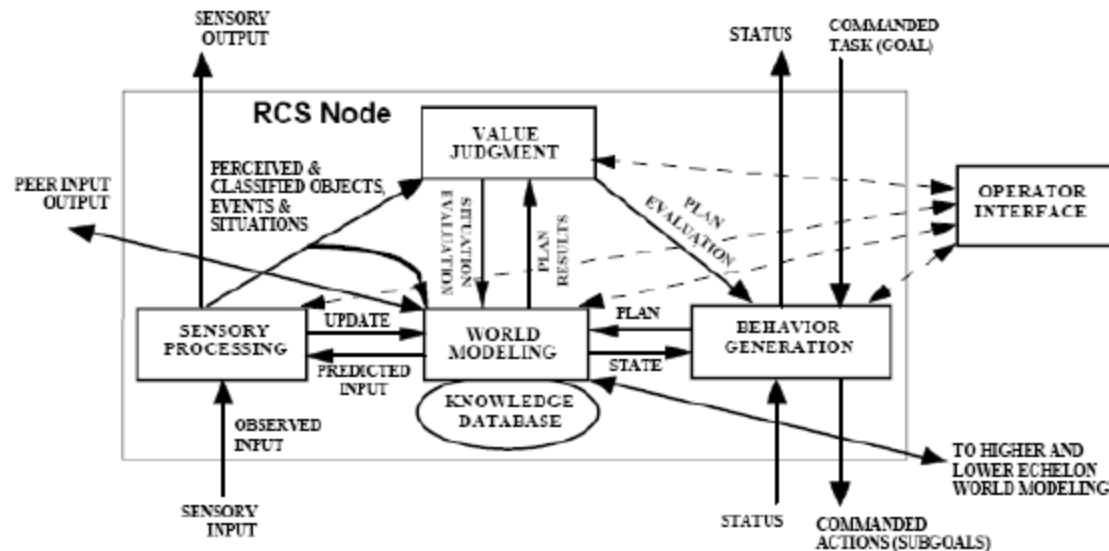 SENSORY
OUTPUT
STATUS
COMMANDED
TASK (GOAL)
RCS Node
VALUE
JUDGMENT
PERCEIVED &
CLASSIFIED OBJECTS,
EVENTS &
SITUATIONS
PEER INPUT
OUTPUT
OPERATOR
INTERFACE
SITUATION
EVALUATION
PLAN
RESULTS
PLAN
EVALUATION
SENSORY
PROCESSING
UPDATE
PREDICTED
INPUT
WORLD
MODELING
PLAN
STATE
BEHAVIOR
GENERATION
KNOWLEDGE
DATABASE
OBSERVED
INPUT
TO HIGHER AND
LOWER ECHELON
WORLD MODELING
SENSORY
INPUT
STATUS
COMMANDED
ACTIONS (SUBGOALS)